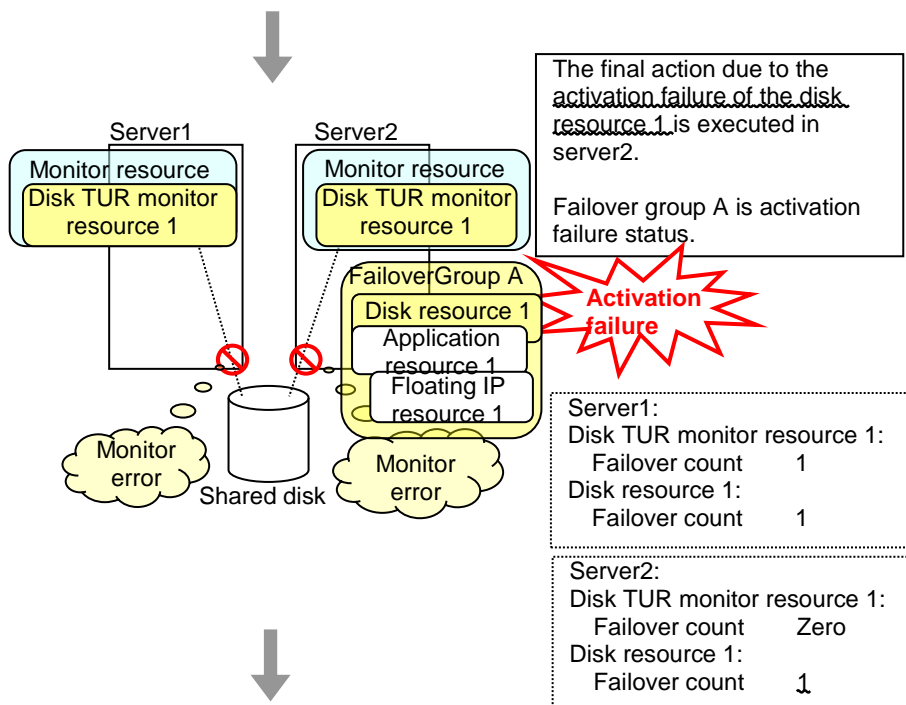 The final action due to the
activation failure of the disk
resource 1 is executed in
server2.
Failover group A is activation
failure status.
Server1
Server2
Monitor resource
Disk TUR monitor
resource 1
Monitor resource
Disk TUR monitor
resource 1
FailoverGroup A
Disk resource 1
Application
resource 1
Floating IP
resource 1
Activation
failure
Monitor
error
Shared disk
Monitor
error
Server1:
Disk TUR monitor resource 1:
Failover count 1
Disk resource 1:
Failover count 1
Server2:
Disk TUR monitor resource 1:
Failover count Zero
Disk resource 1:
Failover count 1